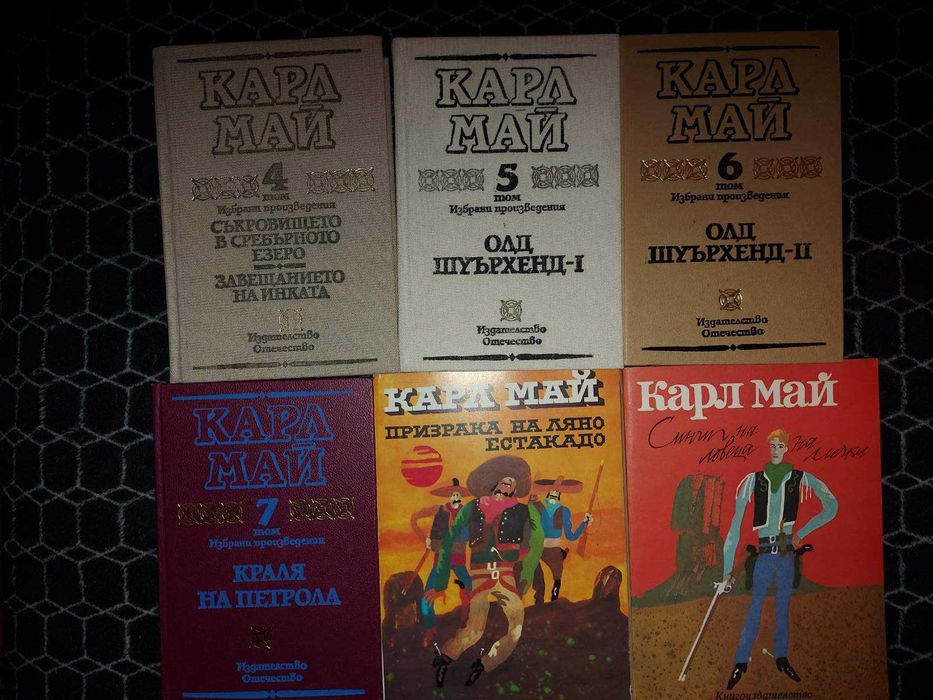 КАРЛ
МАЙ
4
том
Избрани произведения
СЪКРОВИЩЕТО
В СРЕБЪРНОТО
ЕЗЕРО
ЗАВЕЩАНИЕТО
НА ИНКАТА
Издателство
Отечество
КАРЛ
МАЙ
5
том
Избрани произведения
ОЛД
ШУЪРХЕНД-I
Издателство
Отечество
КАРЛ
МАЙ
6
том
Избрани произведения
ОЛД
ШУЪРХЕНД-II
Издателство
Отечество
КАРЛ
МАЙ
7
том
Избрани произведения
КРАЛЯ
НА ПЕТРОЛА
Издателство
Отечество
КАРЛ МАЙ
ПРИЗРАКА НА ЛЯНО
ЕСТАКАДО
Карл Май
Синът на
ловеца на мечки
Книгоиздателство